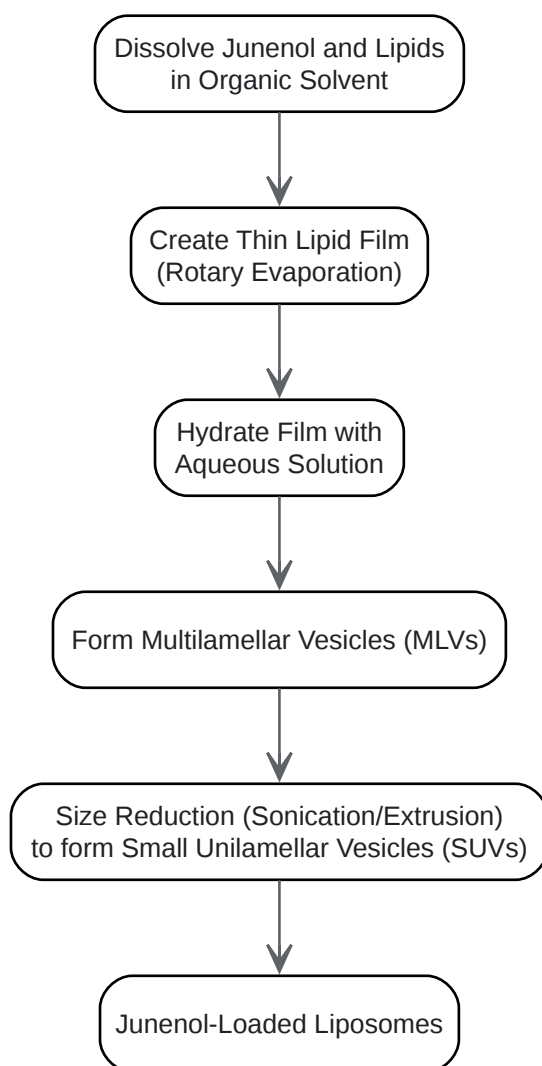 Dissolve Junenol and Lipids
in Organic Solvent
Create Thin Lipid Film
(Rotary Evaporation)
Hydrate Film with
Aqueous Solution
Form Multilamellar Vesicles (MLVs)
Size Reduction (Sonication/Extrusion)
to form Small Unilamellar Vesicles (SUVs)
Junenol-Loaded Liposomes